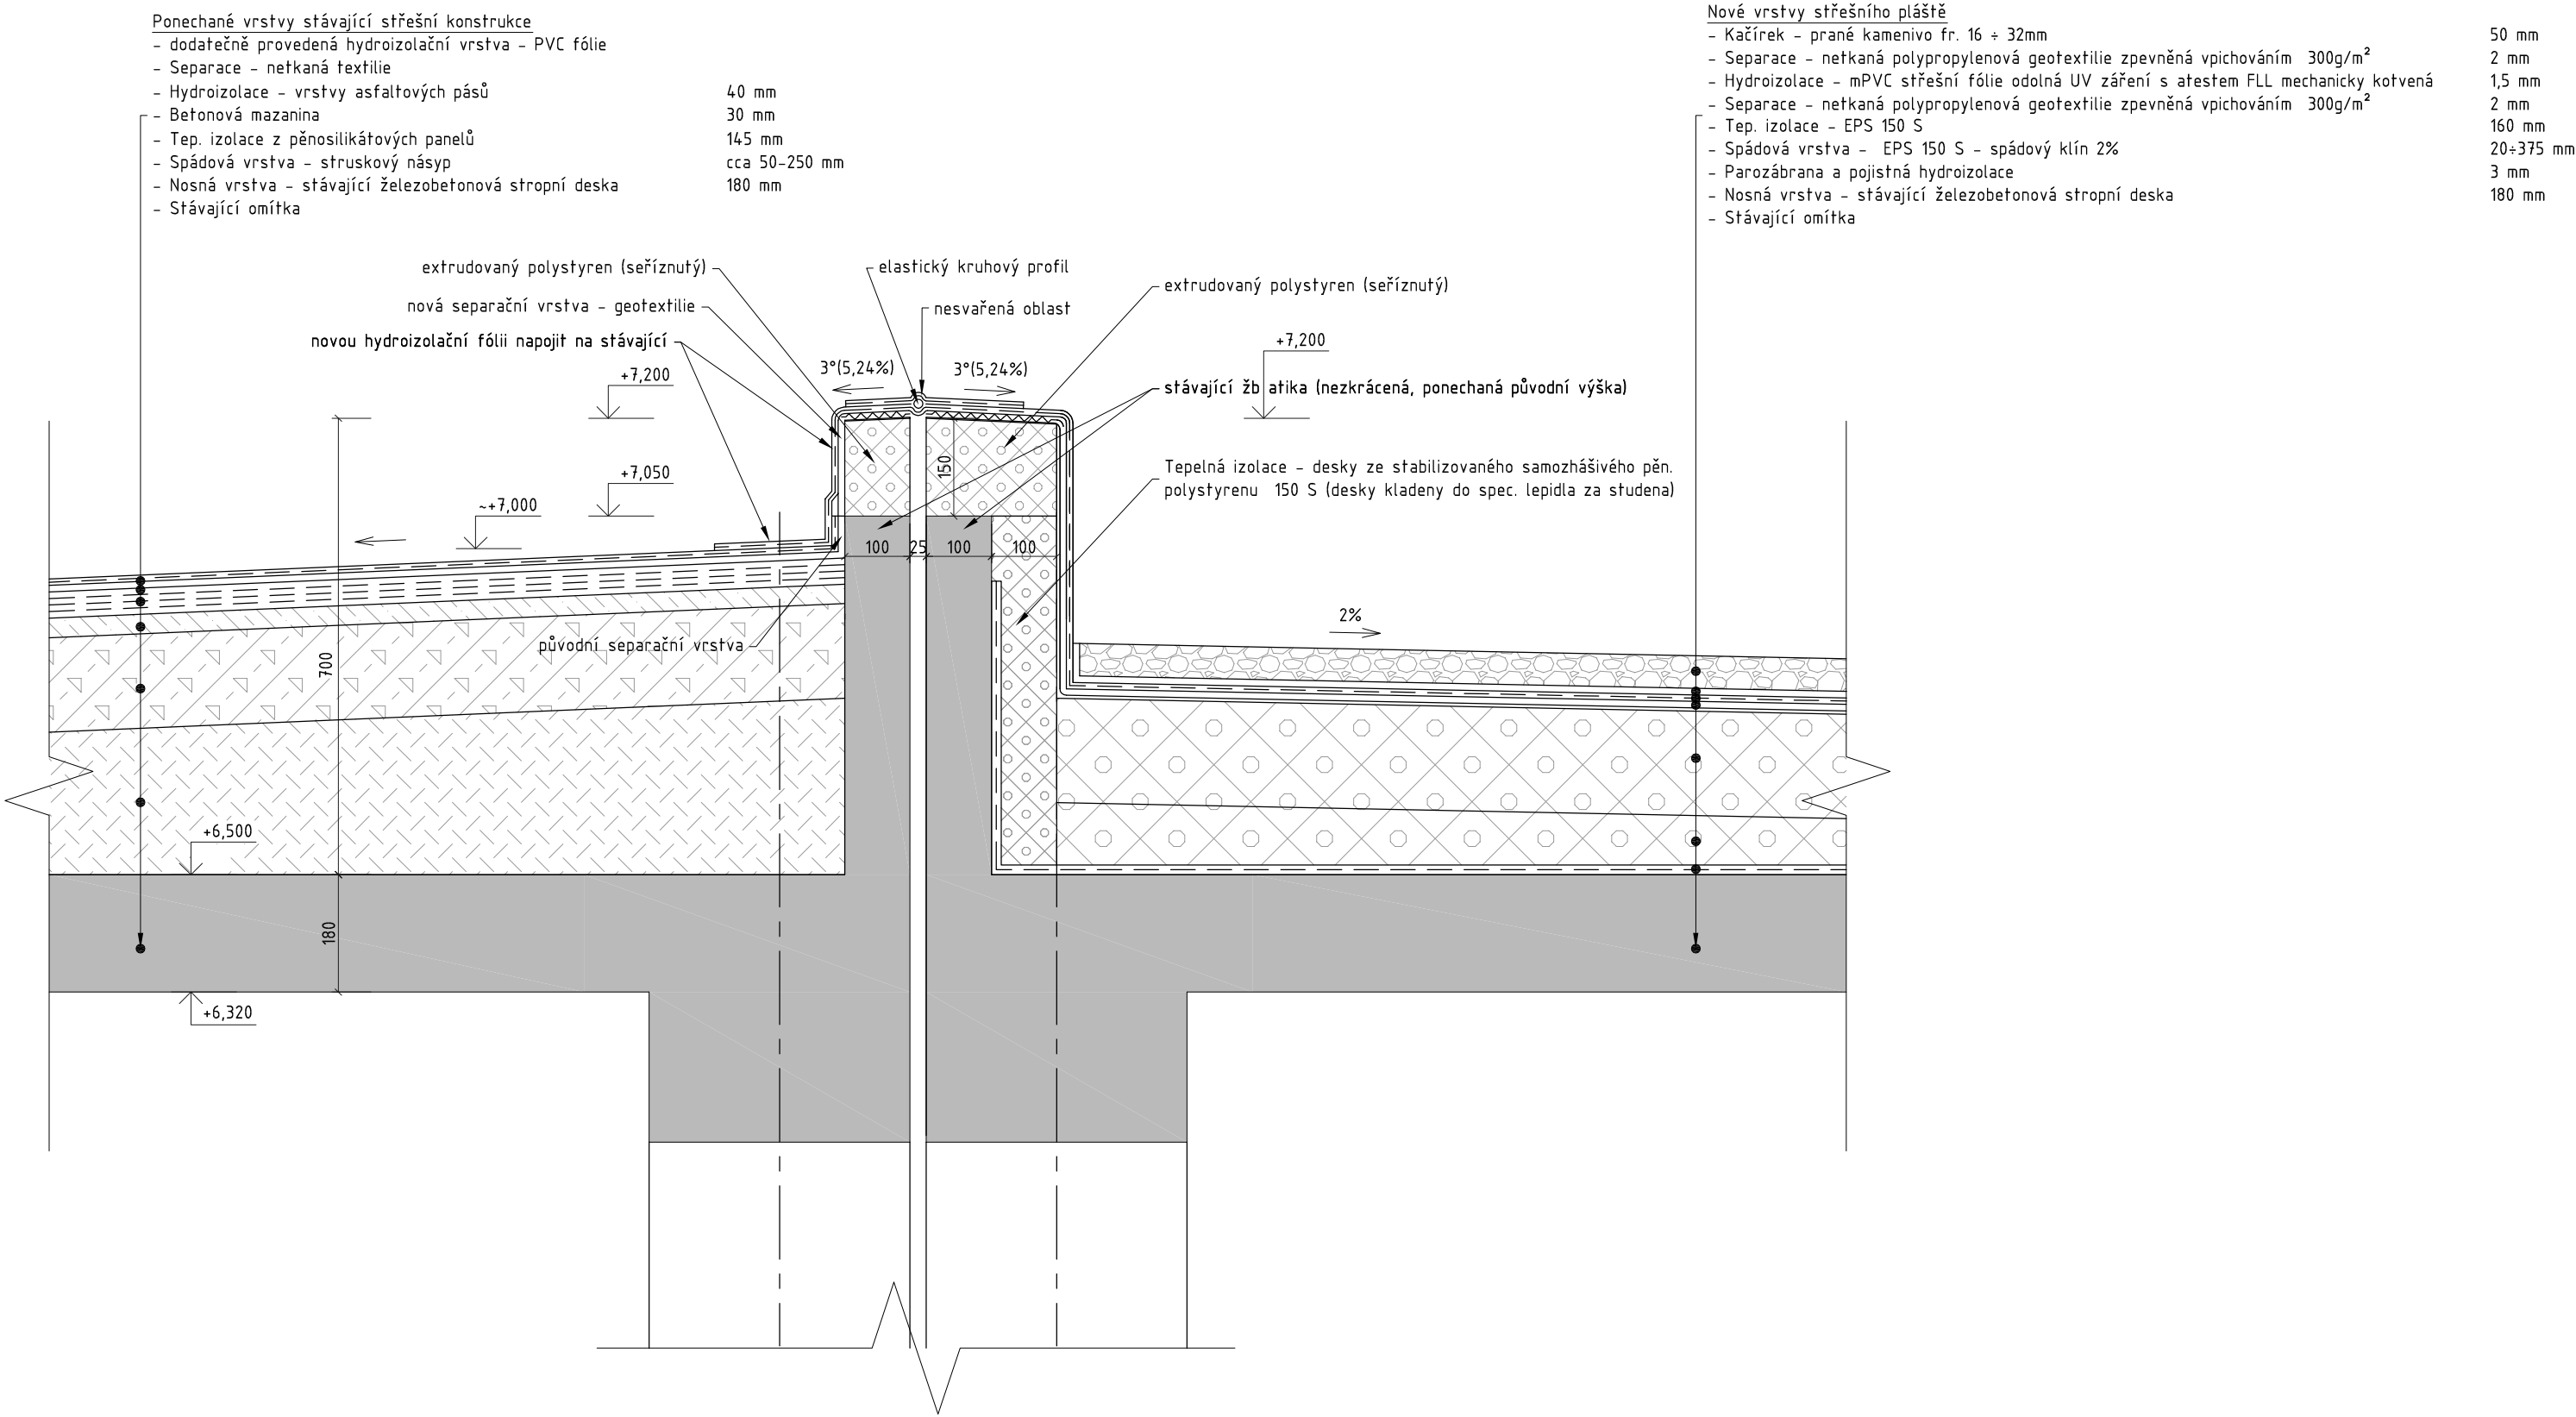 Ponechané vrstvy stávající střešní konstrukce
- dodatečně provedená hydroizolační vrstva - PVC fólie
- Separace - netkaná textilie
- Hydroizolace - vrstvy asfaltových pásů 40 mm
- Betonová mazanina 30 mm
- Tep. izolace z pěnosilikátových panelů 145 mm
- Spádová vrstva - struskový násyp cca 50-250 mm
- Nosná vrstva - stávající železobetonová stropní deska 180 mm
- Stávající omítka
Nové vrstvy střešního pláště
- Kačírek - prané kamenivo fr. 16 ÷ 32mm 50 mm
- Separace - netkaná polypropylenová geotextilie zpevněná vpichováním 300g/m² 2 mm
- Hydroizolace - mPVC střešní fólie odolná UV záření s atestem FLL mechanicky kotvená 1,5 mm
- Separace - netkaná polypropylenová geotextilie zpevněná vpichováním 300g/m² 2 mm
- Tep. izolace - EPS 150 S 160 mm
- Spádová vrstva - EPS 150 S - spádový klín 2% 20÷375 mm
- Parozábrana a pojistná hydroizolace 3 mm
- Nosná vrstva - stávající železobetonová stropní deska 180 mm
- Stávající omítka
extrudovaný polystyren (seříznutý)
elastický kruhový profil
extrudovaný polystyren (seříznutý)
nová separační vrstva - geotextilie
nesvařená oblast
novou hydroizolační fólii napojit na stávající
+7,200
3°(5,24%)
3°(5,24%)
+7,200
stávající žb atika (nezkrácená, ponechaná původní výška)
+7,050
150
Tepelná izolace - desky ze stabilizovaného samozhášivého pěn.
polystyrenu 150 S (desky kladeny do spec. lepidla za studena)
~+7,000
100
25
100
100
2%
původní separační vrstva
700
+6,500
180
+6,320